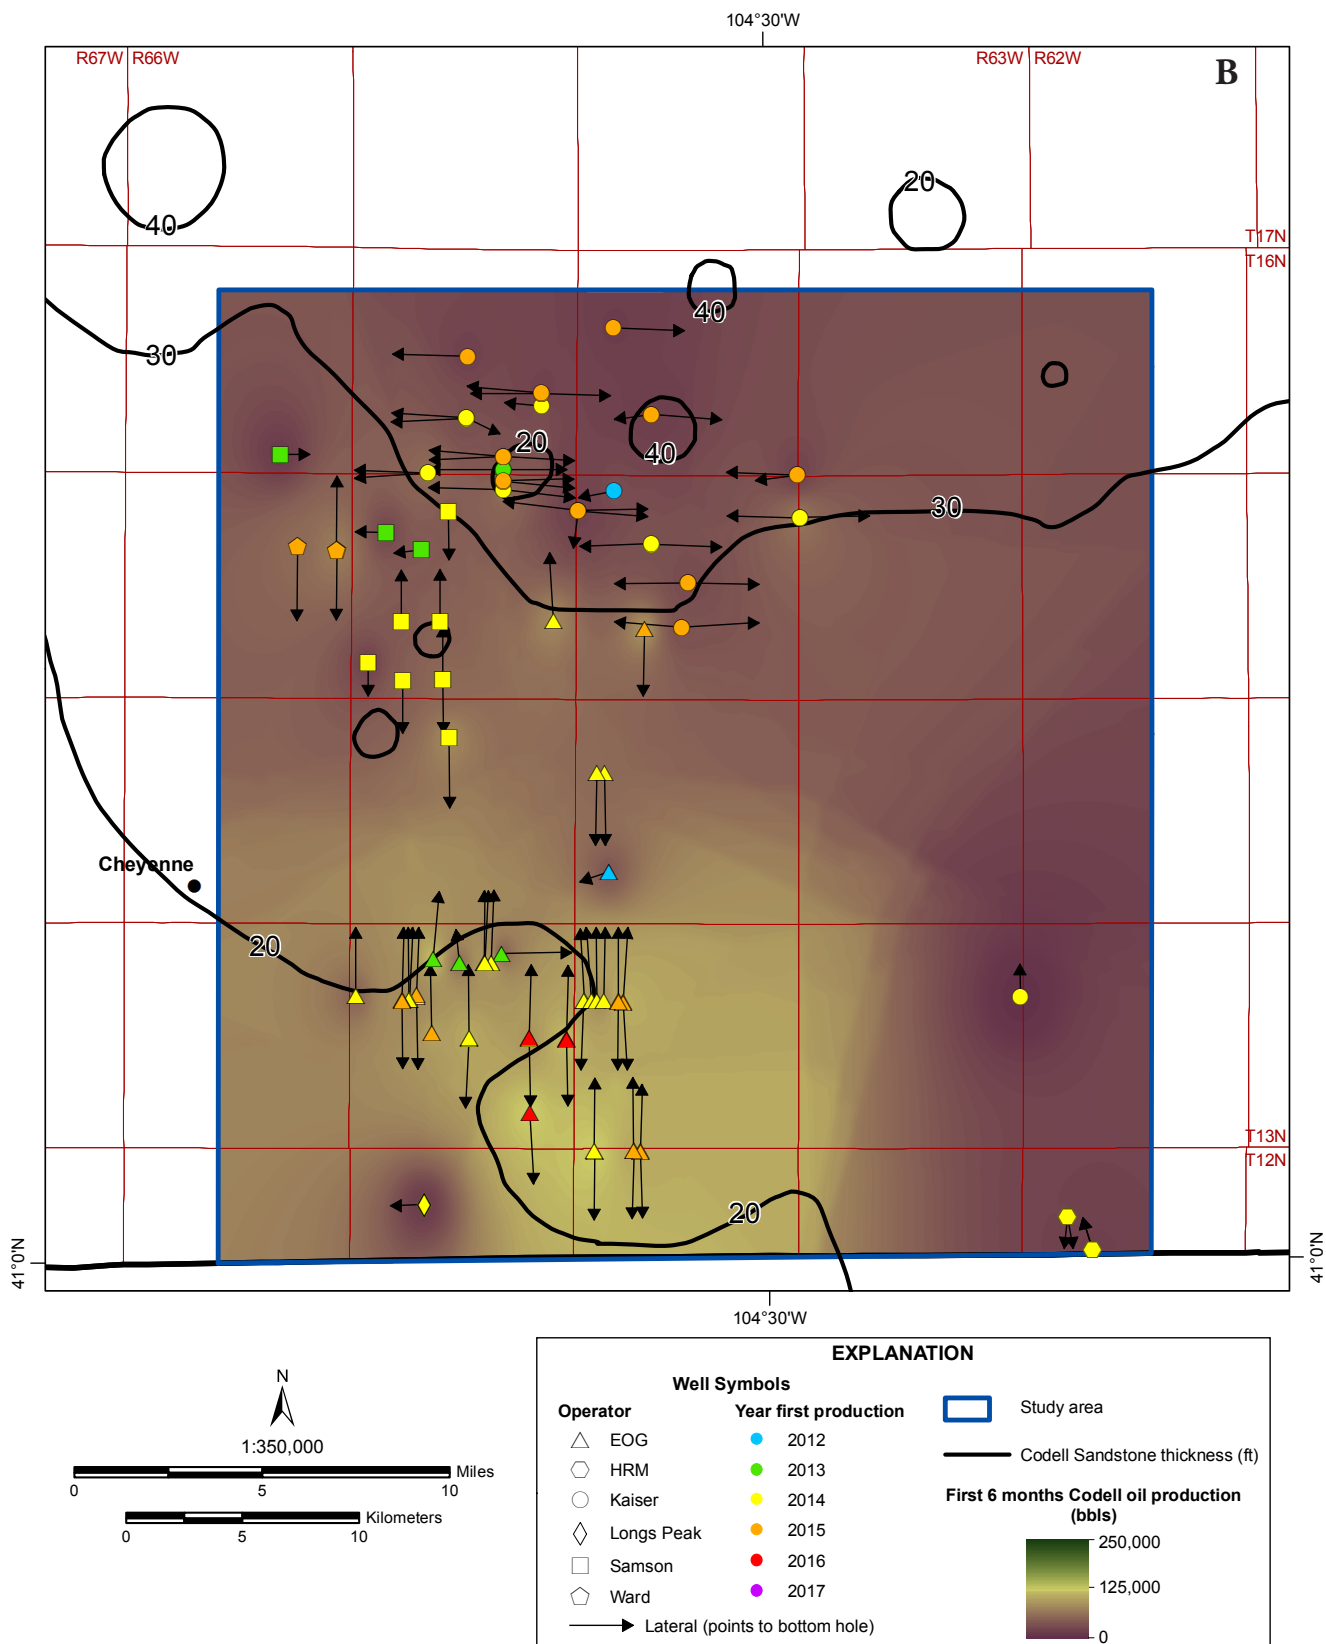 104°30'W
R67W R66W
R63W R62W
B
40
20
T17N
T16N
40
30
20
40
30
Cheyenne
20
T13N
T12N
20
41°0'N
41°0'N
104°30'W
N
1:350,000
Miles
0 5 10
Kilometers
0 5 10
EXPLANATION
Well Symbols
Operator
EOG
HRM
Kaiser
Longs Peak
Samson
Ward
Year first production
2012
2013
2014
2015
2016
2017
Lateral (points to bottom hole)
Study area
Codell Sandstone thickness (ft)
First 6 months Codell oil production
(bbls)
250,000
125,000
0